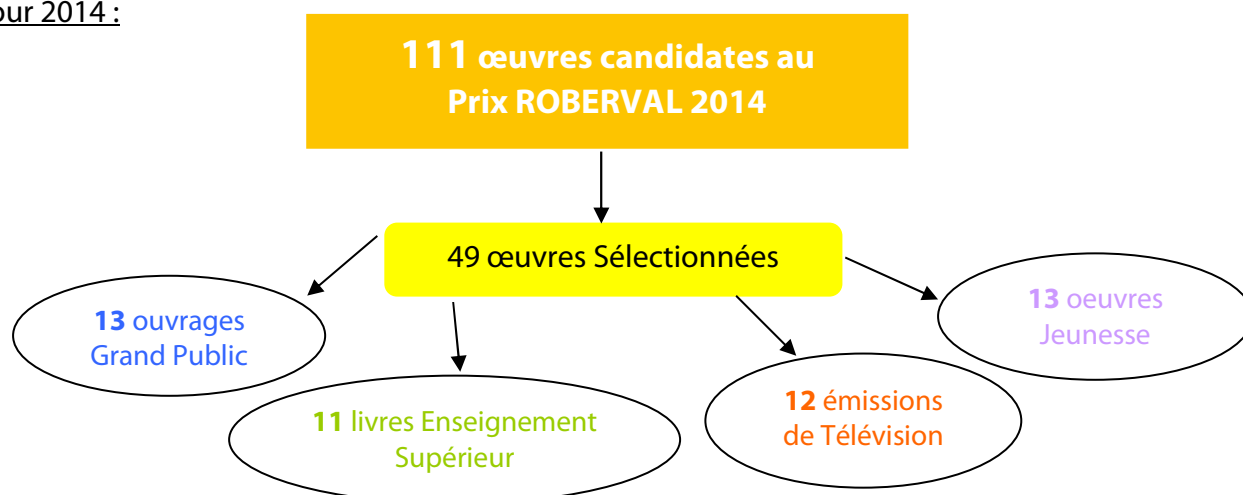 our 2014 :
111 œuvres candidates au
Prix ROBERVAL 2014
49 œuvres Sélectionnées
13 ouvrages
Grand Public
11 livres Enseignement
Supérieur
12 émissions
de Télévision
13 oeuvres
Jeunesse